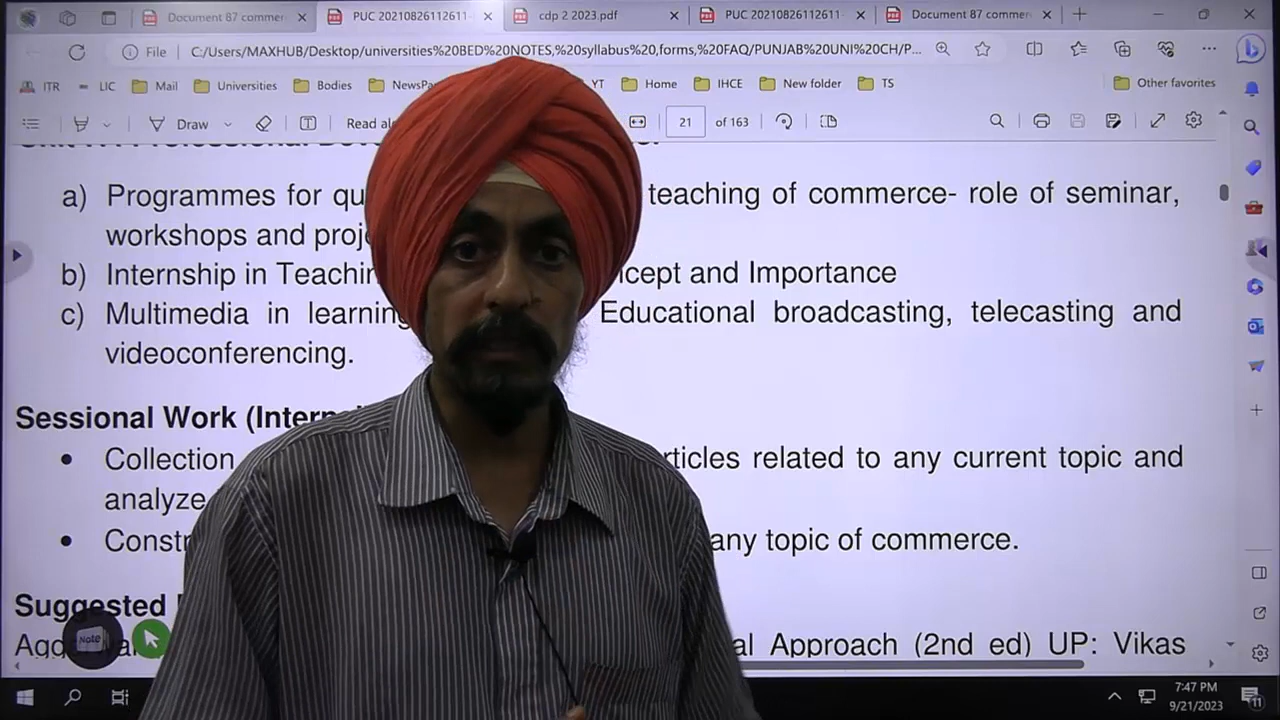 Document 87 commer
PUC 20210826112611-
cdp 2 2023.pdf
PUC 20210826112611-
Document 87 commer
File
C:/Users/MAXHUB/Desktop/universities%20BED%20NOTES,%20syllabus%20,forms,%20FAQ/PUNJAB%20UNI%20CH/P...
ITR
LIC
Mail
Universities
Bodies
NewsPa
YT
Home
IHCE
New folder
TS
Other favorites
Draw
Read al
21
of 163
a) Programmes for qu teaching of commerce- role of seminar,
workshops and proj
b) Internship in Teachin cept and Importance
c) Multimedia in learning Educational broadcasting, telecasting and
videoconferencing.
Sessional Work (Inter
Collection rticles related to any current topic and
analyze
Constr any topic of commerce.
Suggested
Note
al Approach (2nd ed) UP: Vikas
7:47 PM
9/21/2023
11